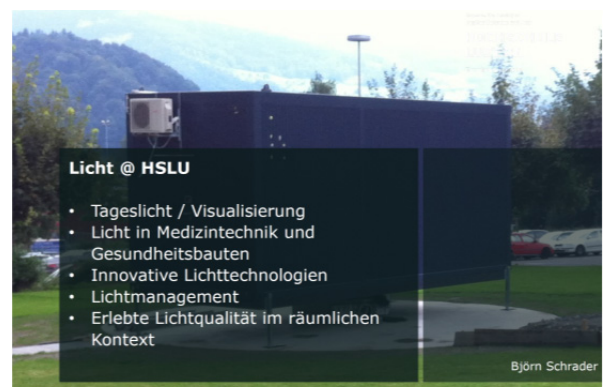 Licht @ HSLU
• Tageslicht / Visualisierung
• Licht in Medizintechnik und
Gesundheitsbauten
• Innovative Lichttechnologien
• Lichtmanagement
• Erlebte Lichtqualität im räumlichen
Kontext
Björn Schrader